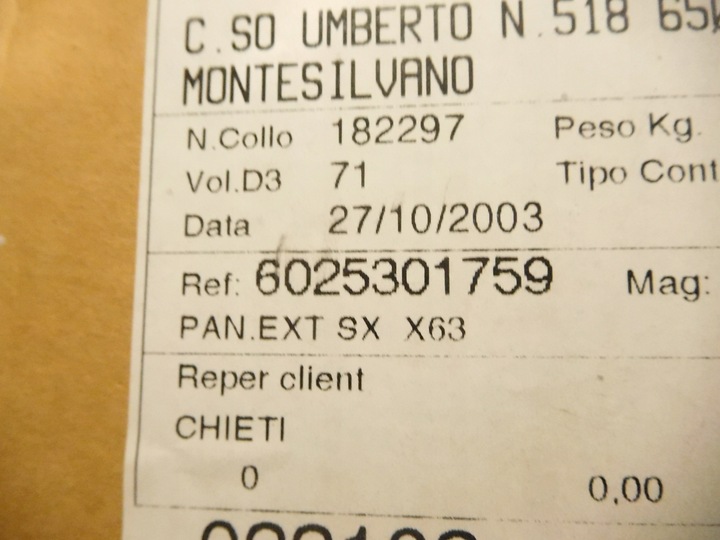 C.SO UMBERTO N.518
MONTESILVANO
N.Collo 182297 Peso Kg.
Vol.D3 71 Tipo Cont
Data 27/10/2003
Ref: 6025301759 Mag:
PAN.EXT SX X63
Reper client
CHIETI
0 0,00